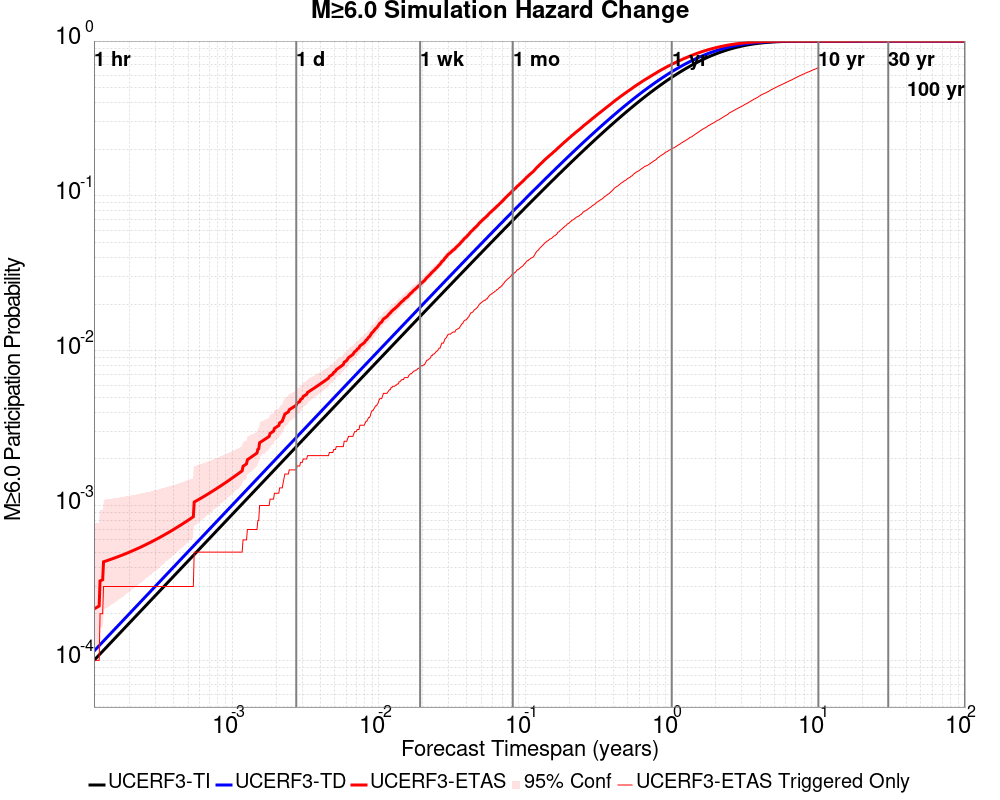 M≥6.0 Simulation Hazard Change
1 hr 1 d 1 wk 1 mo 1 yr 10 yr 30 yr
100 yr
10^0
10^-1
10^-2
10^-3
10^-4
M≥6.0 Participation Probability
10^-3 10^-2 10^-1 10^0 10^1 10^2
Forecast Timespan (years)
UCERF3-TI UCERF3-TD UCERF3-ETAS 95% Conf UCERF3-ETAS Triggered Only